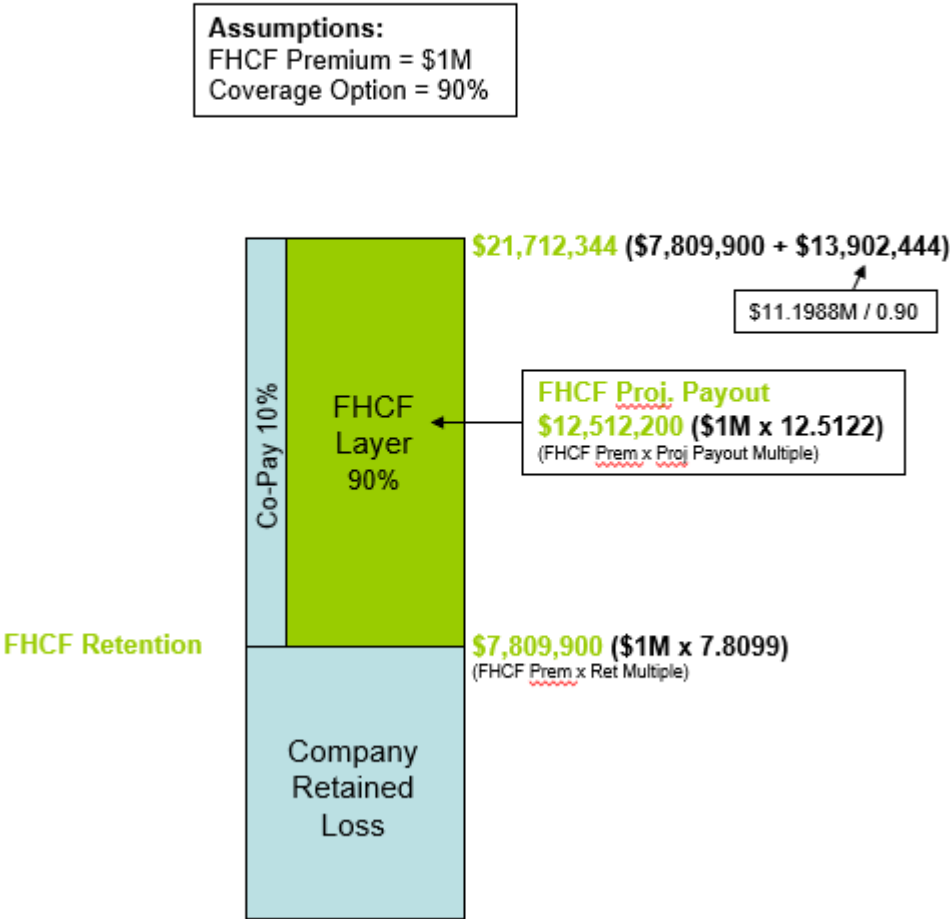 Assumptions:
FHCF Premium = $1M
Coverage Option = 90%
$21,712,344 ($7,809,900 + $13,902,444)
$11.1988M / 0.90
FHCF Proj. Payout
$12,512,200 ($1M x 12.5122)
(FHCF Prem x Proj Payout Multiple)
Co-Pay 10%
FHCF
Layer
90%
FHCF Retention
$7,809,900 ($1M x 7.8099)
(FHCF Prem x Ret Multiple)
Company
Retained
Loss